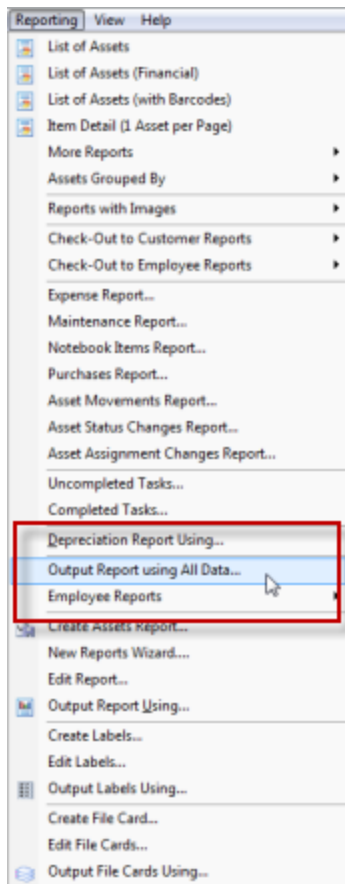 Reporting View Help
List of Assets
List of Assets (Financial)
List of Assets (with Barcodes)
Item Detail (1 Asset per Page)
More Reports
Assets Grouped By
Reports with Images
Check-Out to Customer Reports
Check-Out to Employee Reports
Expense Report...
Maintenance Report...
Notebook Items Report...
Purchases Report...
Asset Movements Report...
Asset Status Changes Report...
Asset Assignment Changes Report...
Uncompleted Tasks...
Completed Tasks...
Depreciation Report Using...
Output Report using All Data...
Employee Reports
Create Assets Report...
New Reports Wizard....
Edit Report...
Output Report Using...
Create Labels...
Edit Labels...
Output Labels Using...
Create File Card...
Edit File Cards...
Output File Cards Using...